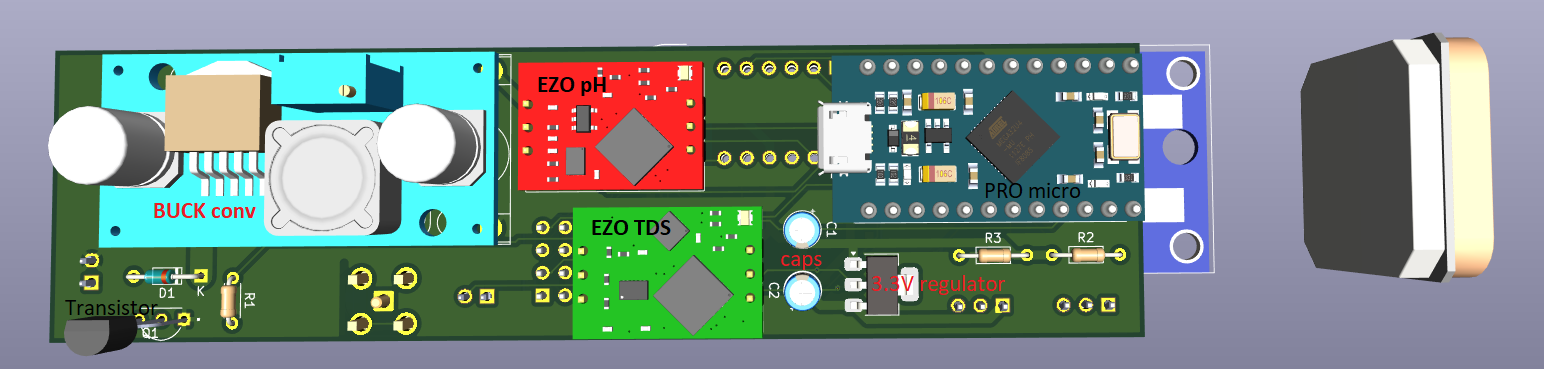 EZO pH
106C
PRO micro
106C
BUCK conv
EZO TDS
C1
caps
R3
R2
D1
K
R1
C2
3.3V regulator
Transistor
Q1